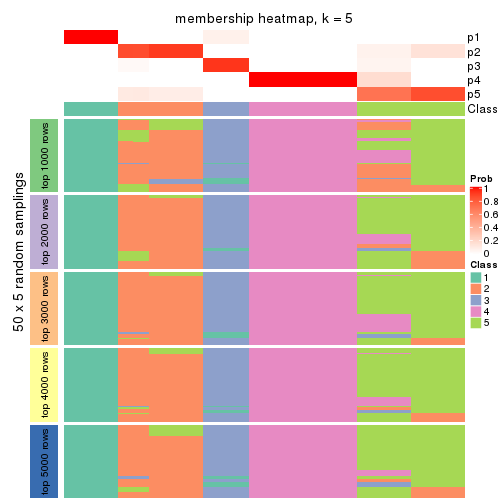 membership heatmap, k = 5
p1
p2
p3
p4
p5
Class
50 x 5 random samplings
top 1000 rows
top 2000 rows
top 3000 rows
top 4000 rows
top 5000 rows
Prob
1
0.8
0.6
0.4
0.2
0
Class
1
2
3
4
5